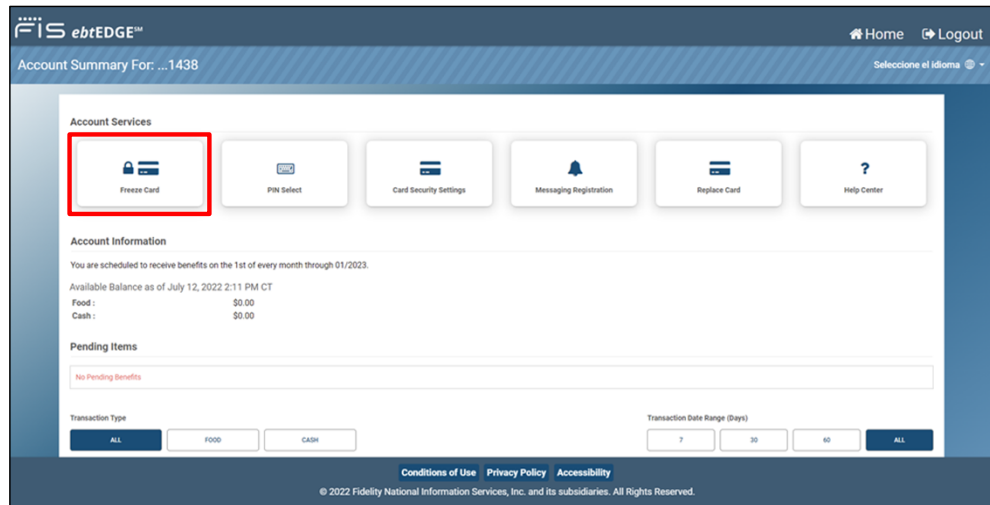 FIS ebtEDGE℠
Home Logout
Account Summary For: ...1438
Seleccione el idioma
Account Services
Freeze Card
PIN Select
Card Security Settings
Messaging Registration
Replace Card
?
Help Center
Account Information
You are scheduled to receive benefits on the 1st of every month through 01/2023.
Available Balance as of July 12, 2022 2:11 PM CT
Food : $0.00
Cash : $0.00
Pending Items
No Pending Benefits
Transaction Type
ALL FOOD CASH
Transaction Date Range (Days)
7 30 60 ALL
Conditions of Use Privacy Policy Accessibility
© 2022 Fidelity National Information Services, Inc. and its subsidiaries. All Rights Reserved.